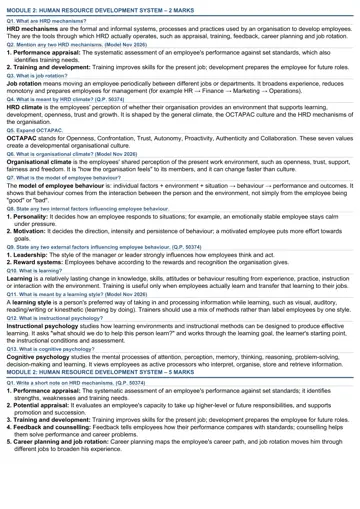 MODULE 2: HUMAN RESOURCE DEVELOPMENT SYSTEM – 2 MARKS
Q1. What are HRD mechanisms?
HRD mechanisms are the formal and informal systems, processes and practices used by an organisation to develop employees.
They are the tools through which HRD actually operates, such as appraisal, training, feedback, career planning and job rotation.
Q2. Mention any two HRD mechanisms. (Model Nov 2026)
1. Performance appraisal: The systematic assessment of an employee's performance against set standards, which also
identifies training needs.
2. Training and development: Training improves skills for the present job; development prepares the employee for future roles.
Q3. What is job rotation?
Job rotation means moving an employee periodically between different jobs or departments. It broadens experience, reduces
monotony and prepares employees for management (for example HR → Finance → Marketing → Operations).
Q4. What is meant by HRD climate? (Q.P. 50374)
HRD climate is the employees' perception of whether their organisation provides an environment that supports learning,
development, openness, trust and growth. It is shaped by the general climate, the OCTAPAC culture and the HRD mechanisms of
the organisation.
Q5. Expand OCTAPAC.
OCTAPAC stands for Openness, Confrontation, Trust, Autonomy, Proactivity, Authenticity and Collaboration. These seven values
create a developmental organisational culture.
Q6. What is organisational climate? (Model Nov 2026)
Organisational climate is the employees' shared perception of the present work environment, such as openness, trust, support,
fairness and freedom. It is "how the organisation feels" to its employees, and it can change faster than culture.
Q7. What is the model of employee behaviour?
The model of employee behaviour is: individual factors + environment + situation → behaviour → performance and outcomes. It
shows that behaviour comes from the interaction between the person and the environment, not simply from the employee being
"good" or "bad".
Q8. State any two internal factors influencing employee behaviour.
1. Personality: It decides how an employee responds to situations; for example, an emotionally stable employee stays calm
under pressure.
2. Motivation: It decides the direction, intensity and persistence of behaviour; a motivated employee puts more effort towards
goals.
Q9. State any two external factors influencing employee behaviour. (Q.P. 50374)
1. Leadership: The style of the manager or leader strongly influences how employees think and act.
2. Reward systems: Employees behave according to the rewards and recognition the organisation gives.
Q10. What is learning?
Learning is a relatively lasting change in knowledge, skills, attitudes or behaviour resulting from experience, practice, instruction
or interaction with the environment. Training is useful only when employees actually learn and transfer that learning to their jobs.
Q11. What is meant by a learning style? (Model Nov 2026)
A learning style is a person's preferred way of taking in and processing information while learning, such as visual, auditory,
reading/writing or kinesthetic (learning by doing). Trainers should use a mix of methods rather than label employees by one style.
Q12. What is instructional psychology?
Instructional psychology studies how learning environments and instructional methods can be designed to produce effective
learning. It asks "what should we do to help this person learn?" and works through the learning goal, the learner's starting point,
the instructional conditions and assessment.
Q13. What is cognitive psychology?
Cognitive psychology studies the mental processes of attention, perception, memory, thinking, reasoning, problem-solving,
decision-making and learning. It views employees as active processors who interpret, organise, store and retrieve information.
MODULE 2: HUMAN RESOURCE DEVELOPMENT SYSTEM – 5 MARKS
Q1. Write a short note on HRD mechanisms. (Q.P. 50374)
1. Performance appraisal: The systematic assessment of an employee's performance against set standards; it identifies
strengths, weaknesses and training needs.
2. Potential appraisal: It evaluates an employee's capacity to take up higher-level or future responsibilities, and supports
promotion and succession.
3. Training and development: Training improves skills for the present job; development prepares the employee for future roles.
4. Feedback and counselling: Feedback tells employees how their performance compares with standards; counselling helps
them solve performance and career problems.
5. Career planning and job rotation: Career planning maps the employee's career path, and job rotation moves him through
different jobs to broaden his experience.